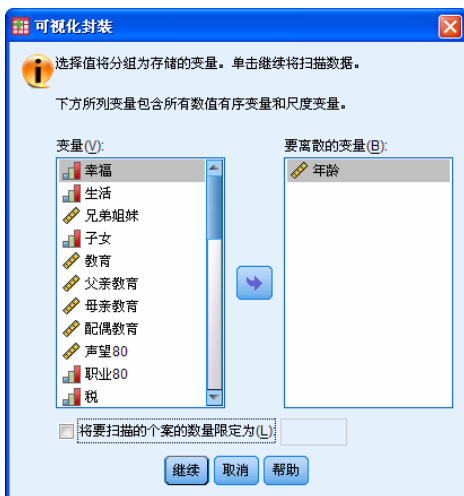 可视化封装
选择值将分组为存储的变量。单击继续将扫描数据。
下方所列变量包含所有数值有序变量和尺度变量。
变量(V):
幸福
生活
兄弟姐妹
子女
教育
父亲教育
母亲教育
配偶教育
声望80
职业80
税
要离散的变量(B):
年龄
将要扫描的个案的数量限定为(L)
继续 取消 帮助